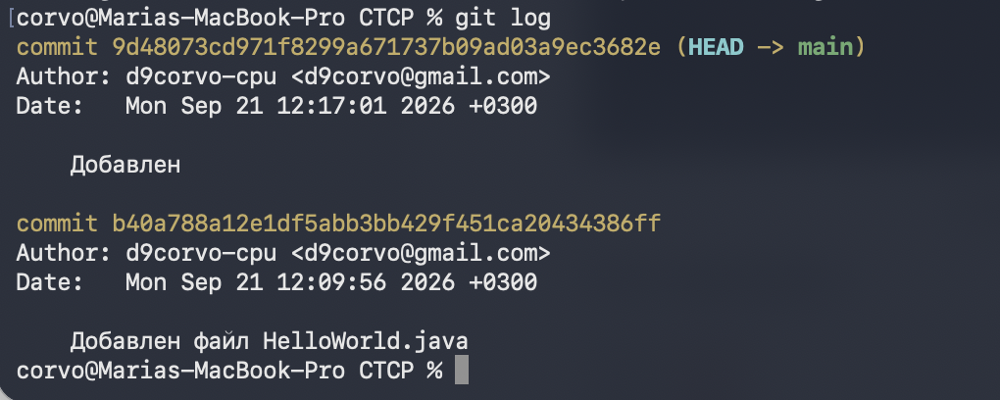 [corvo@Marias-MacBook-Pro CTCP % git log
commit 9d48073cd971f8299a671737b09ad03a9ec3682e (HEAD -> main)
Author: d9corvo-cpu <d9corvo@gmail.com>
Date:   Mon Sep 21 12:17:01 2026 +0300
Добавлен
commit b40a788a12e1df5abb3bb429f451ca20434386ff
Author: d9corvo-cpu <d9corvo@gmail.com>
Date:   Mon Sep 21 12:09:56 2026 +0300
Добавлен файл HelloWorld.java
corvo@Marias-MacBook-Pro CTCP %